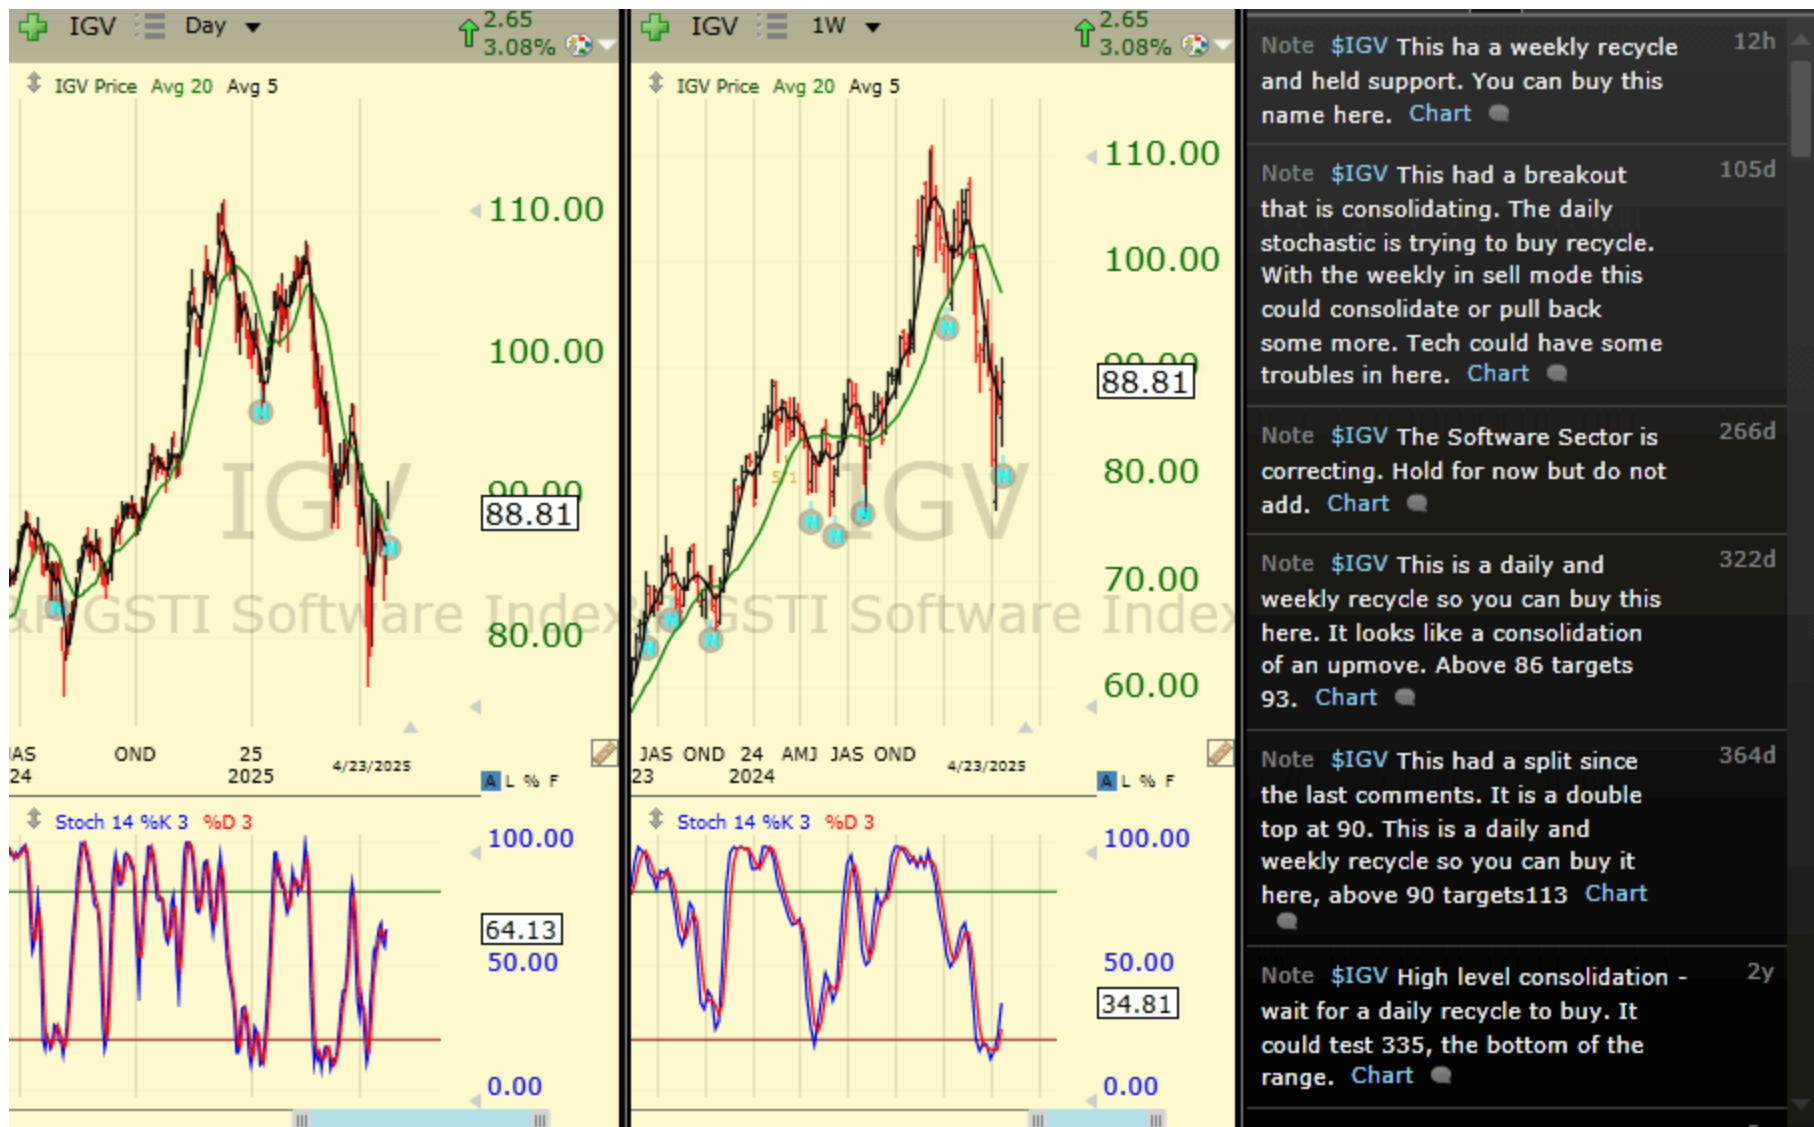 IGV Day 2.65
3.08%
IGV Price Avg 20 Avg 5
110.00
100.00
90.00
88.81
80.00
IGV
&P GSTI Software Index
JAS OND 25
24 2025 4/23/2025
A L % F
Stoch 14 %K 3 %D 3
100.00
64.13
50.00
0.00
N
N
N
IGV 1W 2.65
3.08%
IGV Price Avg 20 Avg 5
110.00
100.00
90.00
88.81
80.00
70.00
60.00
5/1
IGV
GSTI Software Index
N
N
N
N
N
N
N
N
JAS OND 24 AMJ JAS OND
23 2024 4/23/2025
A L % F
Stoch 14 %K 3 %D 3
100.00
50.00
34.81
0.00
Note $IGV This ha a weekly recycle 12h
and held support. You can buy this
name here. Chart
Note $IGV This had a breakout 105d
that is consolidating. The daily
stochastic is trying to buy recycle.
With the weekly in sell mode this
could consolidate or pull back
some more. Tech could have some
troubles in here. Chart
Note $IGV The Software Sector is 266d
correcting. Hold for now but do not
add. Chart
Note $IGV This is a daily and 322d
weekly recycle so you can buy this
here. It looks like a consolidation
of an upmove. Above 86 targets
93. Chart
Note $IGV This had a split since 364d
the last comments. It is a double
top at 90. This is a daily and
weekly recycle so you can buy it
here, above 90 targets113 Chart
Note $IGV High level consolidation - 2y
wait for a daily recycle to buy. It
could test 335, the bottom of the
range. Chart